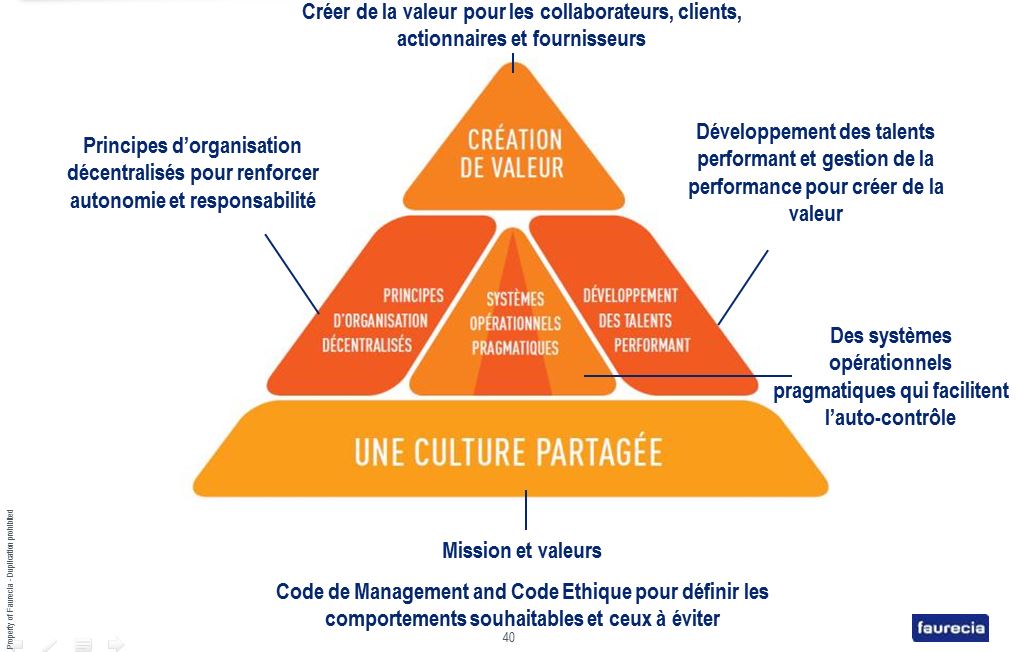 Créer de la valeur pour les collaborateurs, clients,
actionnaires et fournisseurs
CRÉATION
DE VALEUR
Principes d’organisation
décentralisés pour renforcer
autonomie et responsabilité
Développement des talents
performant et gestion de la
performance pour créer de la
valeur
PRINCIPES
D’ORGANISATION
DÉCENTRALISÉS
SYSTÈMES
OPÉRATIONNELS
PRAGMATIQUES
DÉVELOPPEMENT
DES TALENTS
PERFORMANT
Des systèmes
opérationnels
pragmatiques qui facilitent
l’auto-contrôle
UNE CULTURE PARTAGÉE
Mission et valeurs
Code de Management and Code Ethique pour définir les
comportements souhaitables et ceux à éviter
40
faurecia
Property of Faurecia - Duplication prohibited